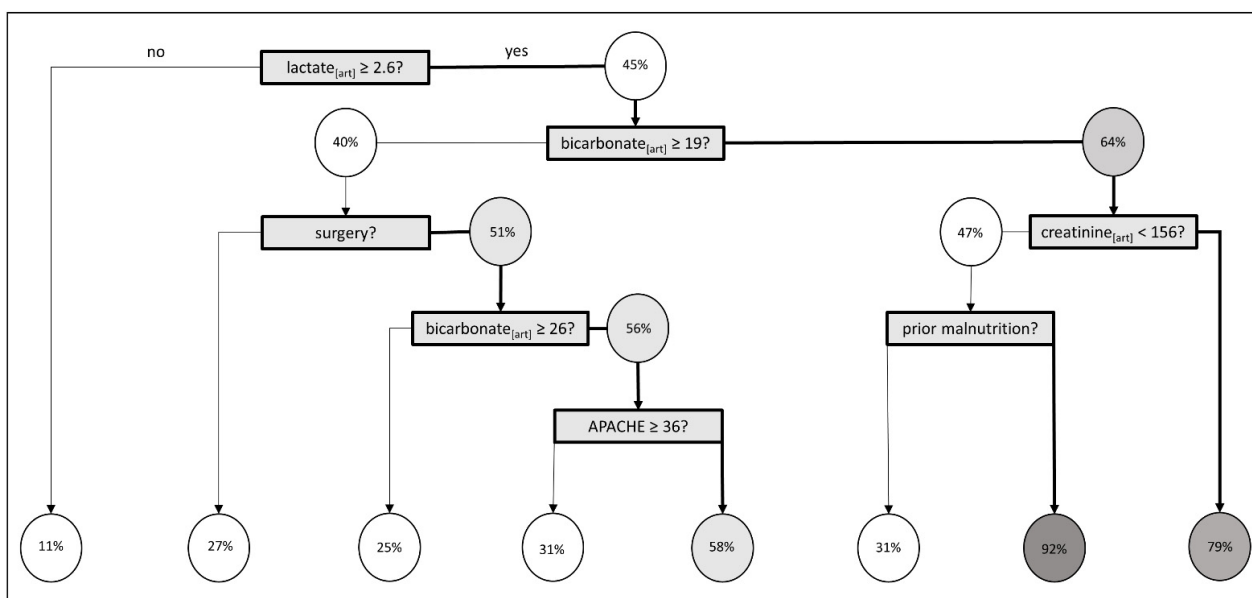 no
yes
lactate[art] ≥ 2.6?
45%
40%
bicarbonate[art] ≥ 19?
64%
surgery?
51%
47%
creatinine[art] < 156?
bicarbonate[art] ≥ 26?
56%
prior malnutrition?
APACHE ≥ 36?
11%
27%
25%
31%
58%
31%
92%
79%